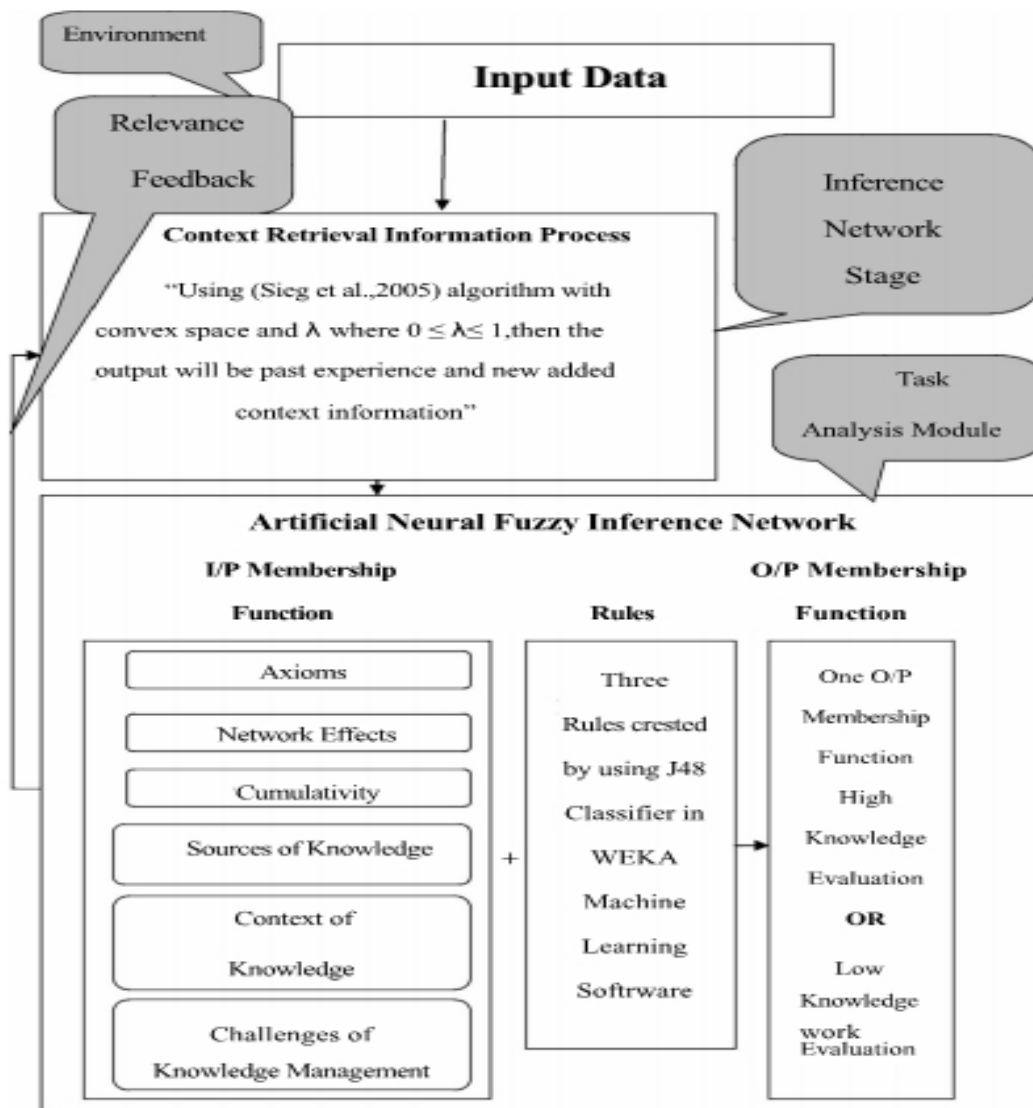 Environment
Input Data
Relevance
Feedback
Inference
Network
Stage
Context Retrieval Information Process
“Using (Sieg et al.,2005) algorithm with
convex space and λ where 0 ≤ λ≤ 1,then the
output will be past experience and new added
context information”
Task
Analysis Module
Artificial Neural Fuzzy Inference Network
I/P Membership
Function
Axioms
Network Effects
Cumulativity
Sources of Knowledge
Context of
Knowledge
Challenges of
Knowledge Management
+
Rules
Three
Rules crested
by using J48
Classifier in
WEKA
Machine
Learning
Softrware
O/P Membership
Function
One O/P
Membership
Function
High
Knowledge
Evaluation
OR
Low
Knowledge
work
Evaluation